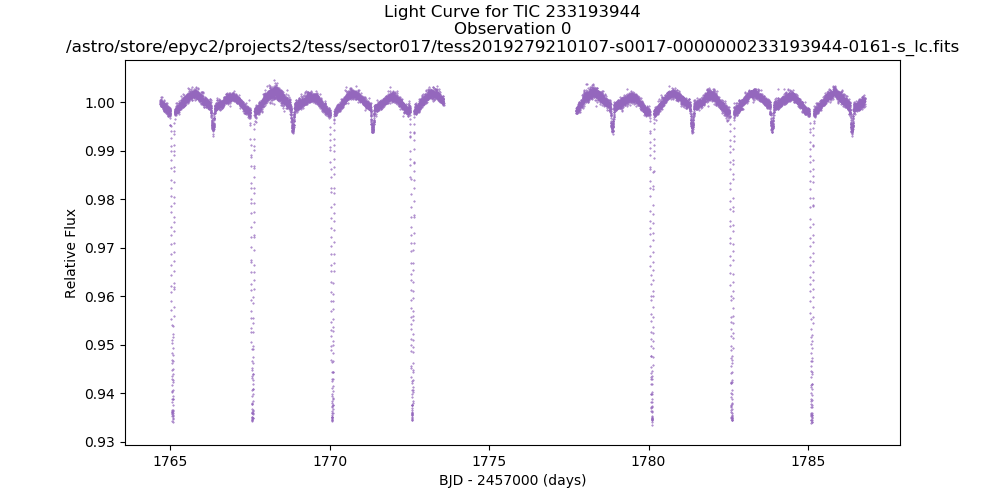 Light Curve for TIC 233193944
Observation 0
/astro/store/epyc2/projects2/tess/sector017/tess2019279210107-s0017-0000000233193944-0161-s_lc.fits
1.00
0.99
0.98
0.97
0.96
0.95
0.94
0.93
Relative Flux
1765
1770
1775
1780
1785
BJD - 2457000 (days)